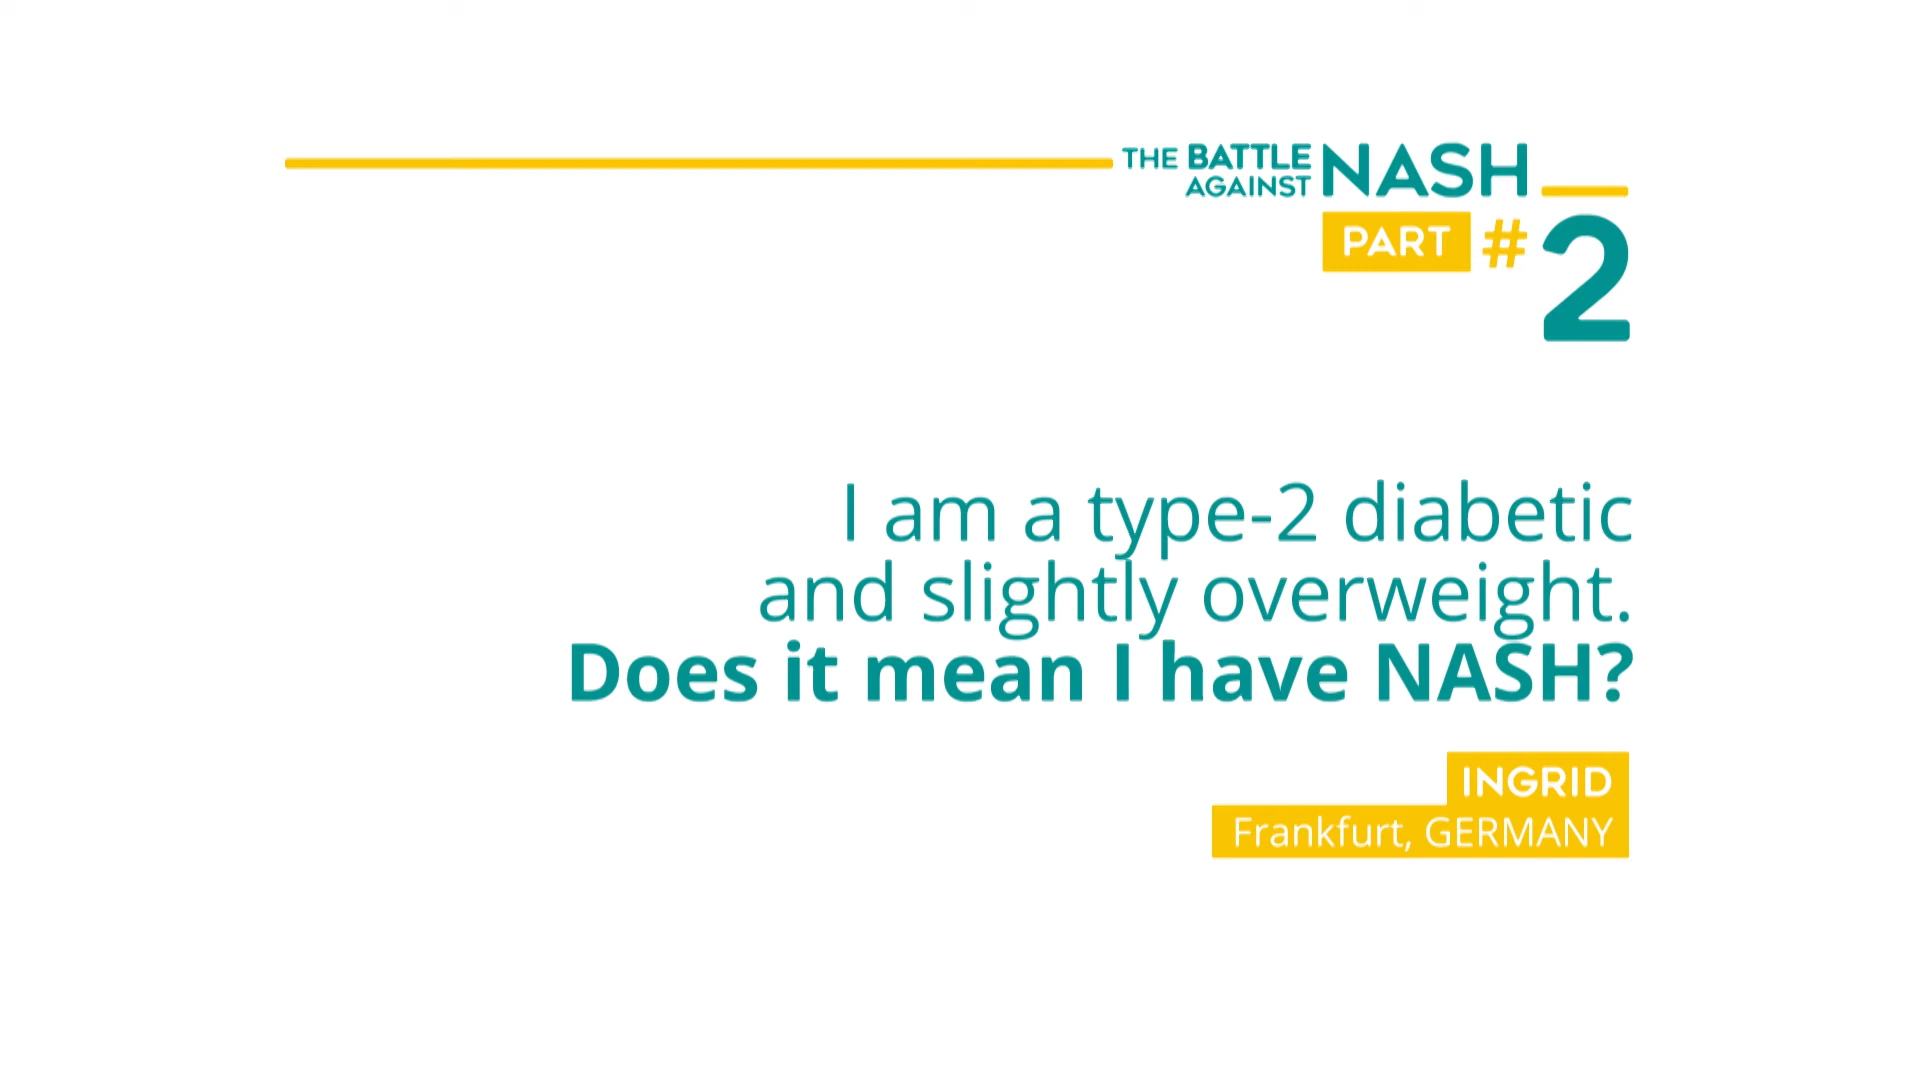 THE BATTLE
AGAINST NASH
PART #2
I am a type-2 diabetic
and slightly overweight.
Does it mean I have NASH?
INGRID
Frankfurt, GERMANY